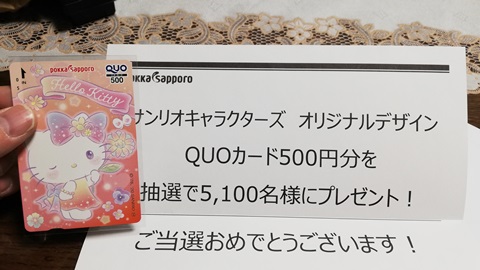 pokka sapporo
QUO
500
Hello Kitty
pokka sapporo
サンリオキャラクターズ オリジナルデザイン
QUOカード500円分を
抽選で5,100名様にプレゼント！
ご当選おめでとうございます！